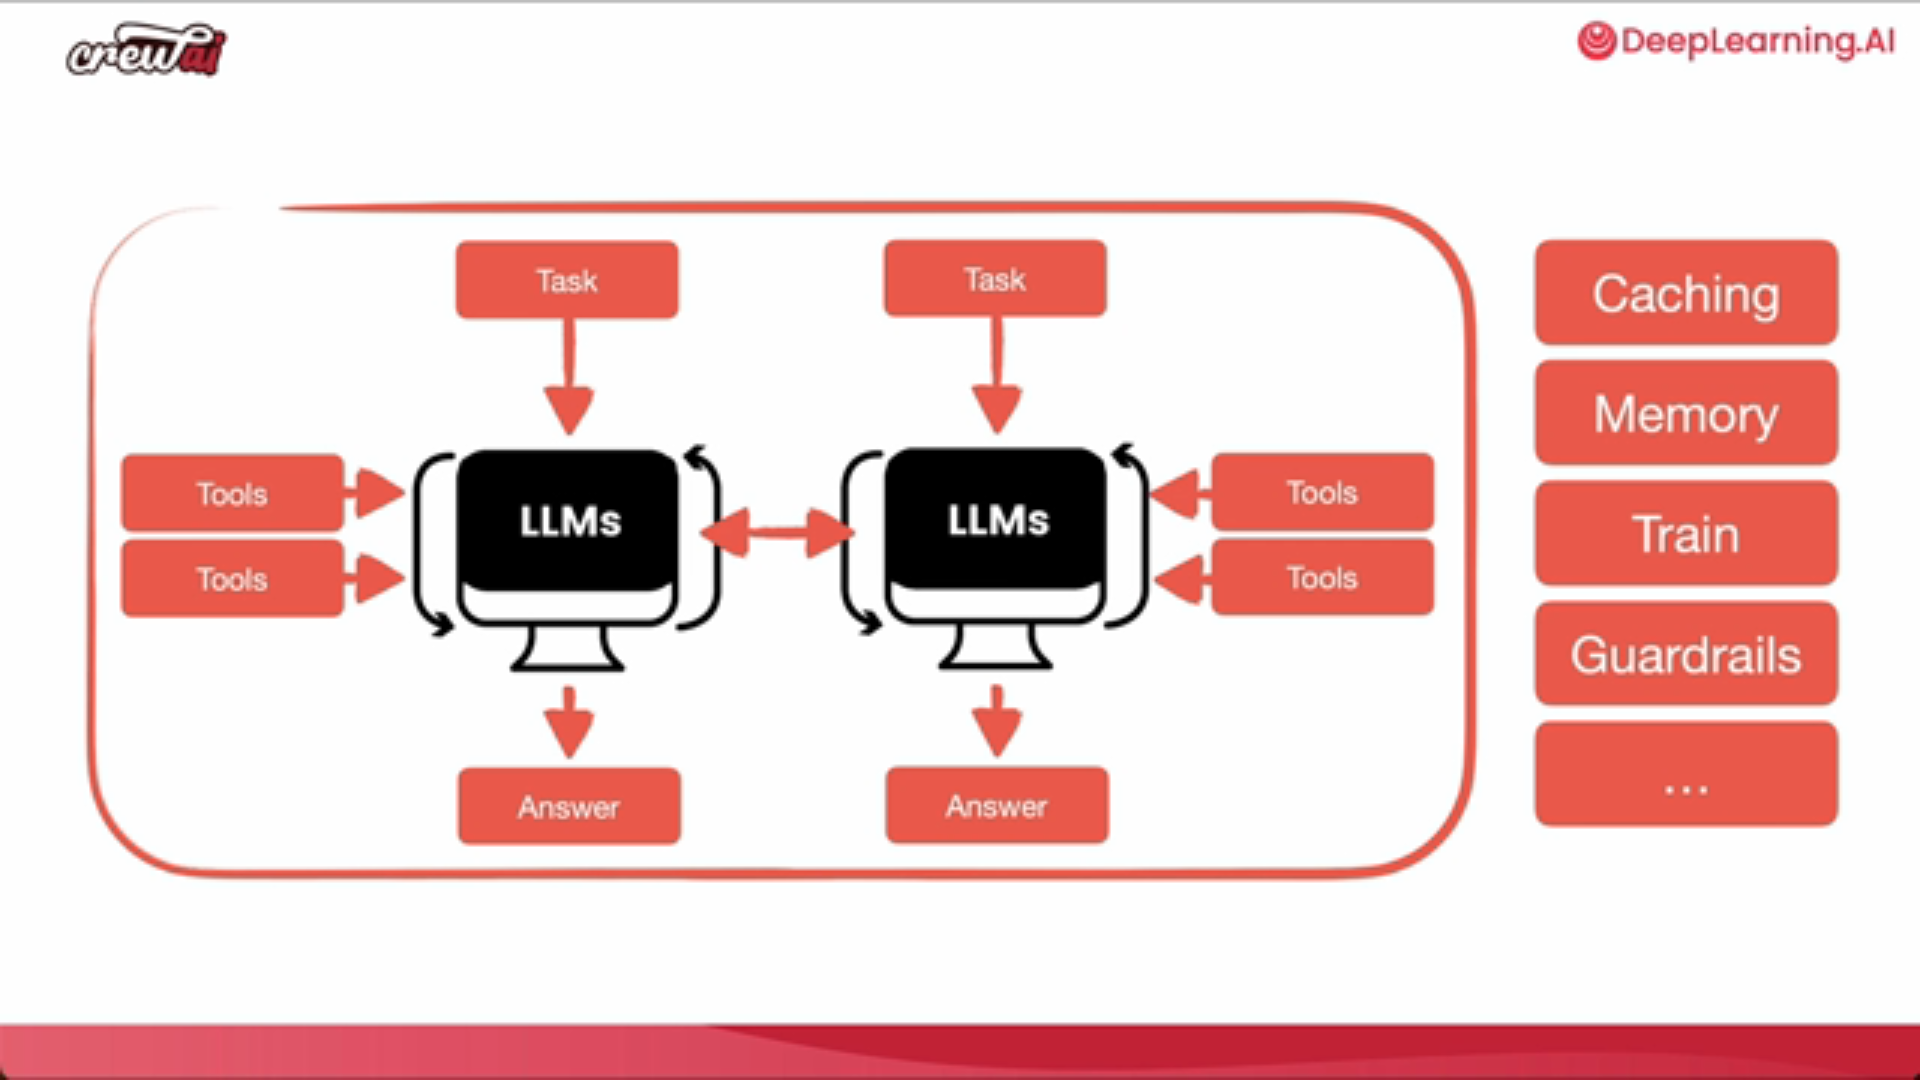 crewai
DeepLearning.AI
Task
Task
Caching
Memory
Tools
Tools
LLMs
LLMs
Tools
Tools
Train
Guardrails
Answer
Answer
...